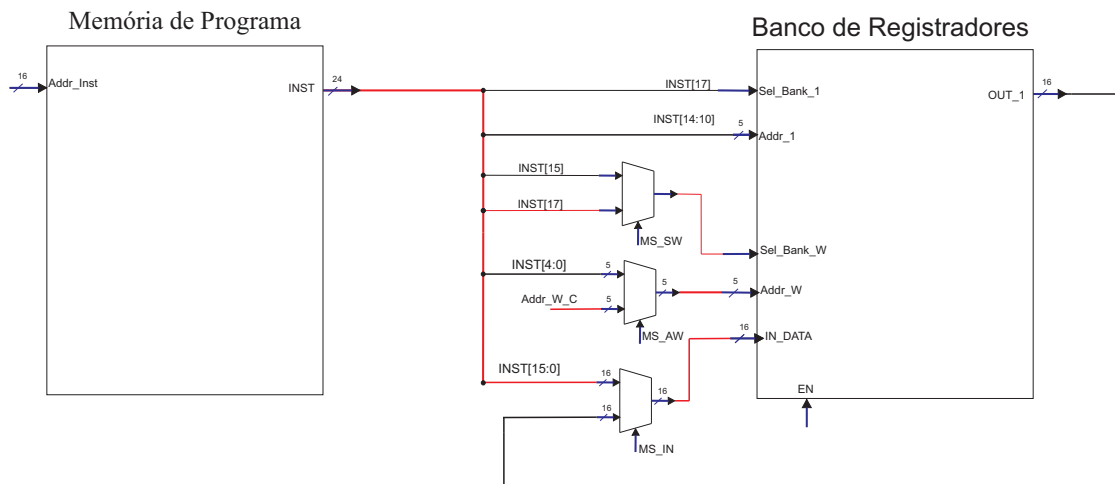 Memória de Programa
Banco de Registradores
16
Addr_Inst
INST
24
INST[17]
Sel_Bank_1
INST[14:10]
5
Addr_1
OUT_1
16
INST[15]
INST[17]
MS_SW
Sel_Bank_W
INST[4:0]
5
Addr_W_C
5
5
MS_AW
5
Addr_W
INST[15:0]
16
16
16
MS_IN
16
IN_DATA
EN